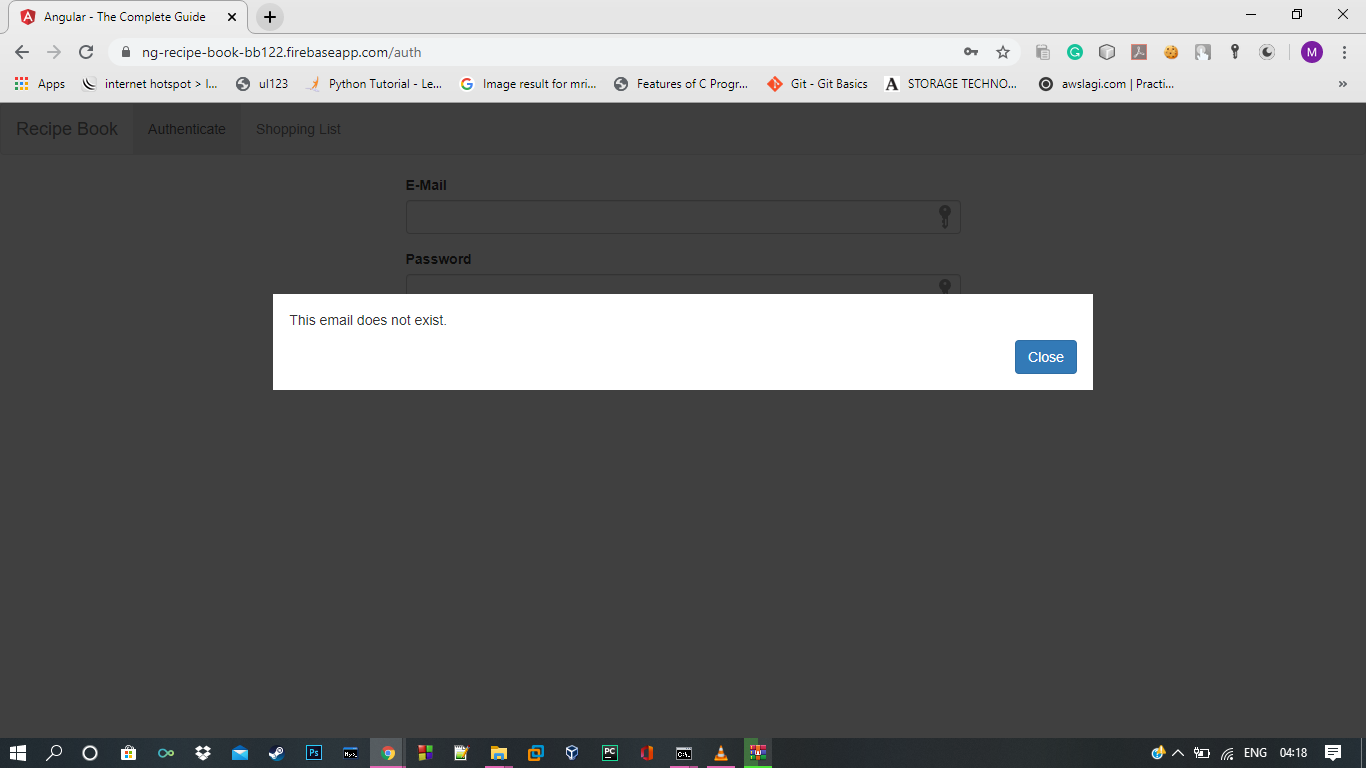 Angular - The Complete Guide
ng-recipe-book-bb122.firebaseapp.com/auth
M
Apps
internet hotspot > I...
ul123
Python Tutorial - Le...
Image result for mri...
Features of C Progr...
Git - Git Basics
STORAGE TECHNO...
awslagi.com | Practi...
Recipe Book
Authenticate
Shopping List
E-Mail
Password
This email does not exist.
Close
Ps
PC
ENG
04:18